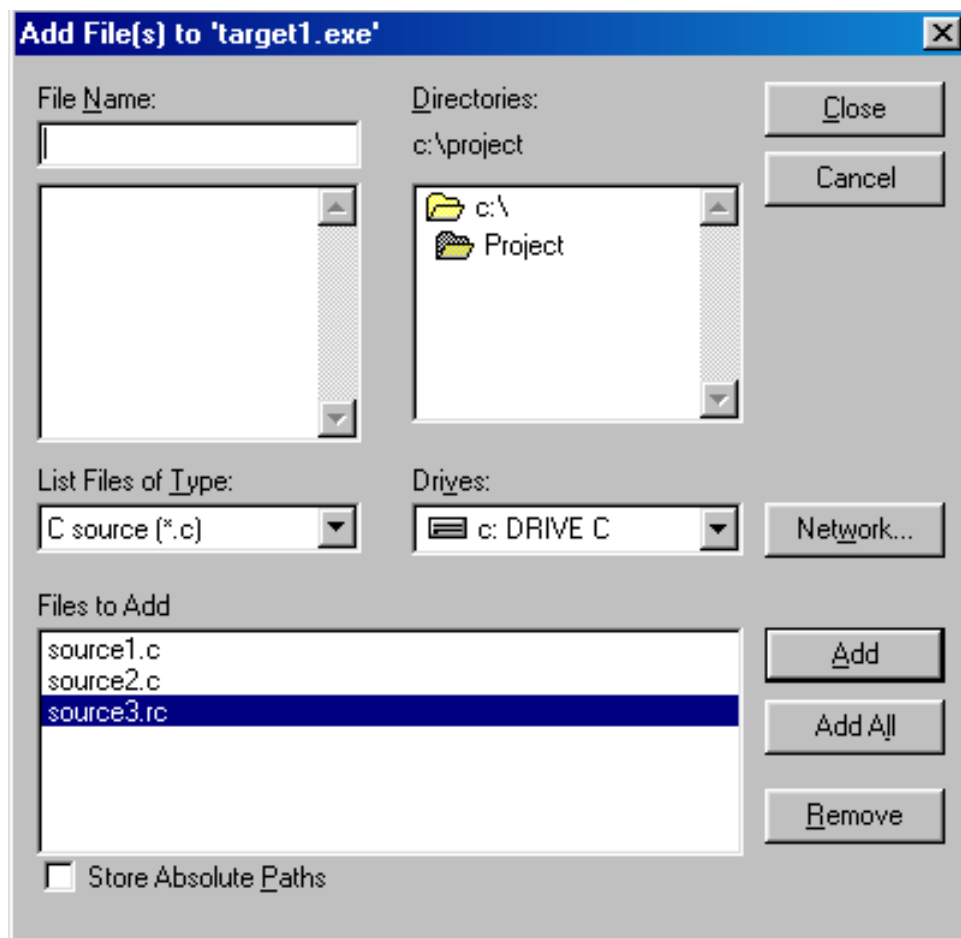 Add File(s) to 'target1.exe'
File Name:
Directories:
c:\project
Close
Cancel
c:\
Project
List Files of Type:
C source (*.c)
Drives:
c: DRIVE C
Network...
Files to Add
source1.c
source2.c
source3.rc
Add
Add All
Remove
Store Absolute Paths